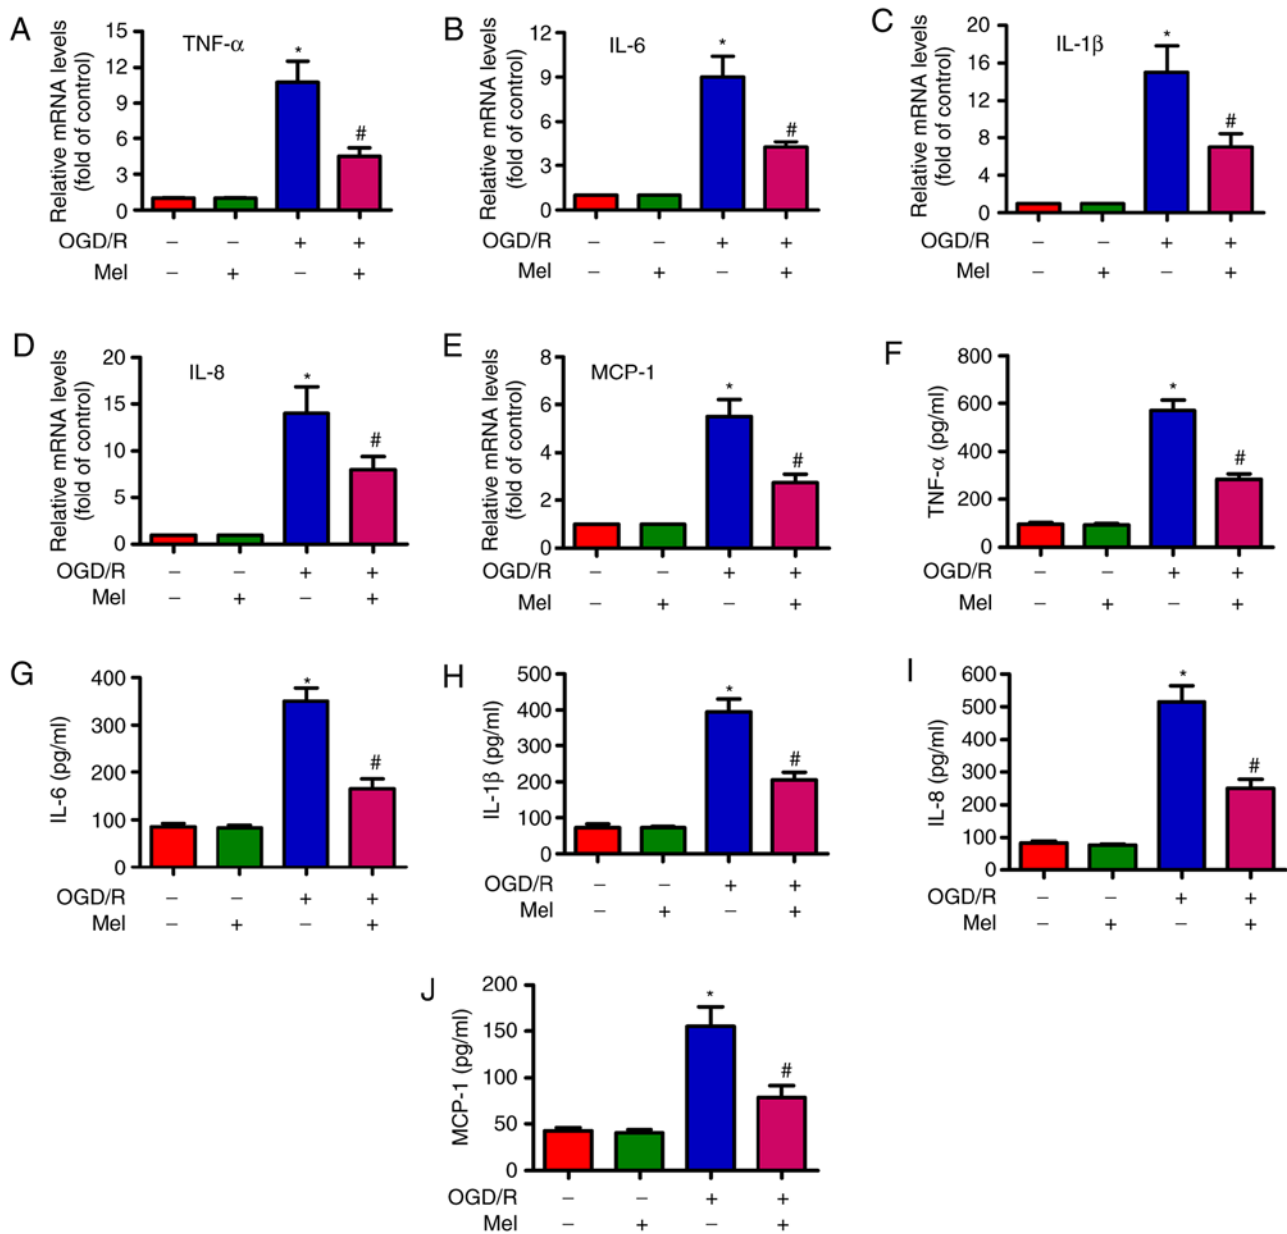 A
TNF-α
Relative mRNA levels
(fold of control)
15
12
9
6
3
0
*
#
OGD/R − − + +
Mel − + − +
B
IL-6
Relative mRNA levels
(fold of control)
12
9
6
3
0
*
#
OGD/R − − + +
Mel − + − +
C
IL-1β
Relative mRNA levels
(fold of control)
20
16
12
8
4
0
*
#
OGD/R − − + +
Mel − + − +
D
IL-8
Relative mRNA levels
(fold of control)
20
15
10
5
0
*
#
OGD/R − − + +
Mel − + − +
E
MCP-1
Relative mRNA levels
(fold of control)
8
6
4
2
0
*
#
OGD/R − − + +
Mel − + − +
F
TNF-α (pg/ml)
800
600
400
200
0
*
#
OGD/R − − + +
Mel − + − +
G
IL-6 (pg/ml)
400
300
200
100
0
*
#
OGD/R − − + +
Mel − + − +
H
IL-1β (pg/ml)
500
400
300
200
100
0
*
#
OGD/R − − + +
Mel − + − +
I
IL-8 (pg/ml)
600
500
400
300
200
100
0
*
#
OGD/R − − + +
Mel − + − +
J
MCP-1 (pg/ml)
200
150
100
50
0
*
#
OGD/R − − + +
Mel − + − +